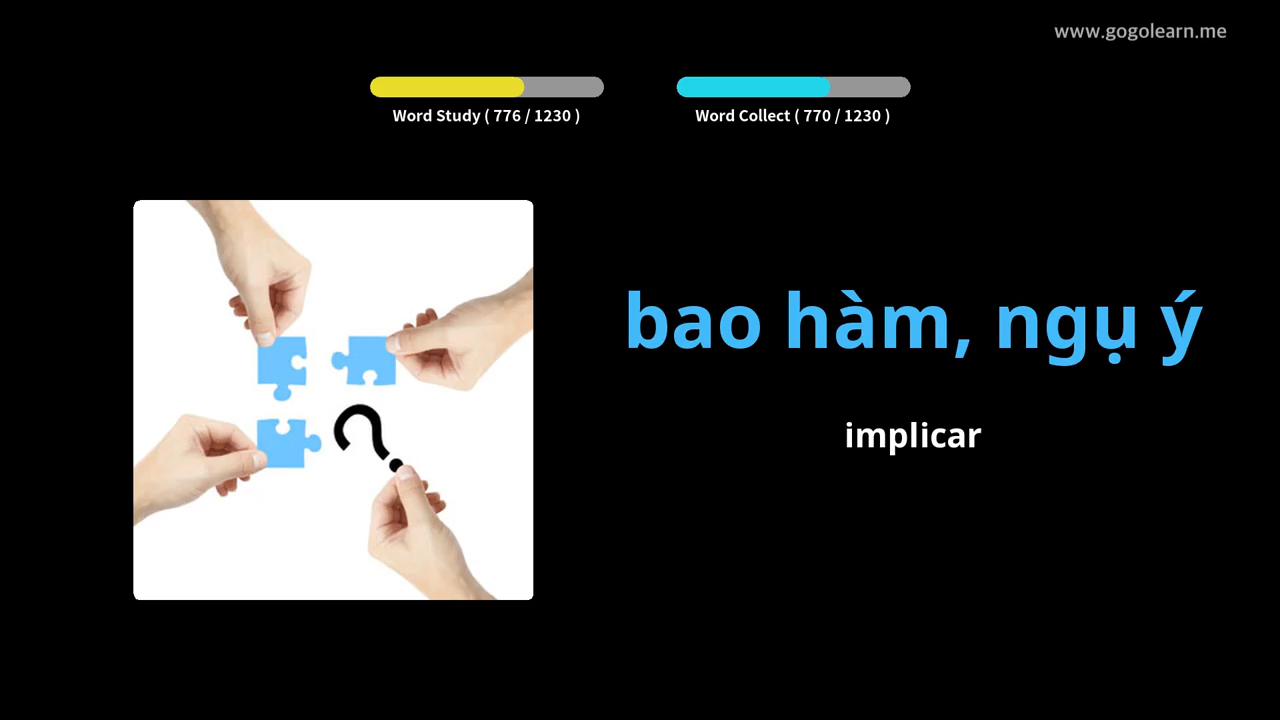 www.gogolearn.me
Word Study ( 776 / 1230 )
Word Collect ( 770 / 1230 )
bao hàm, ngụ ý
implicar